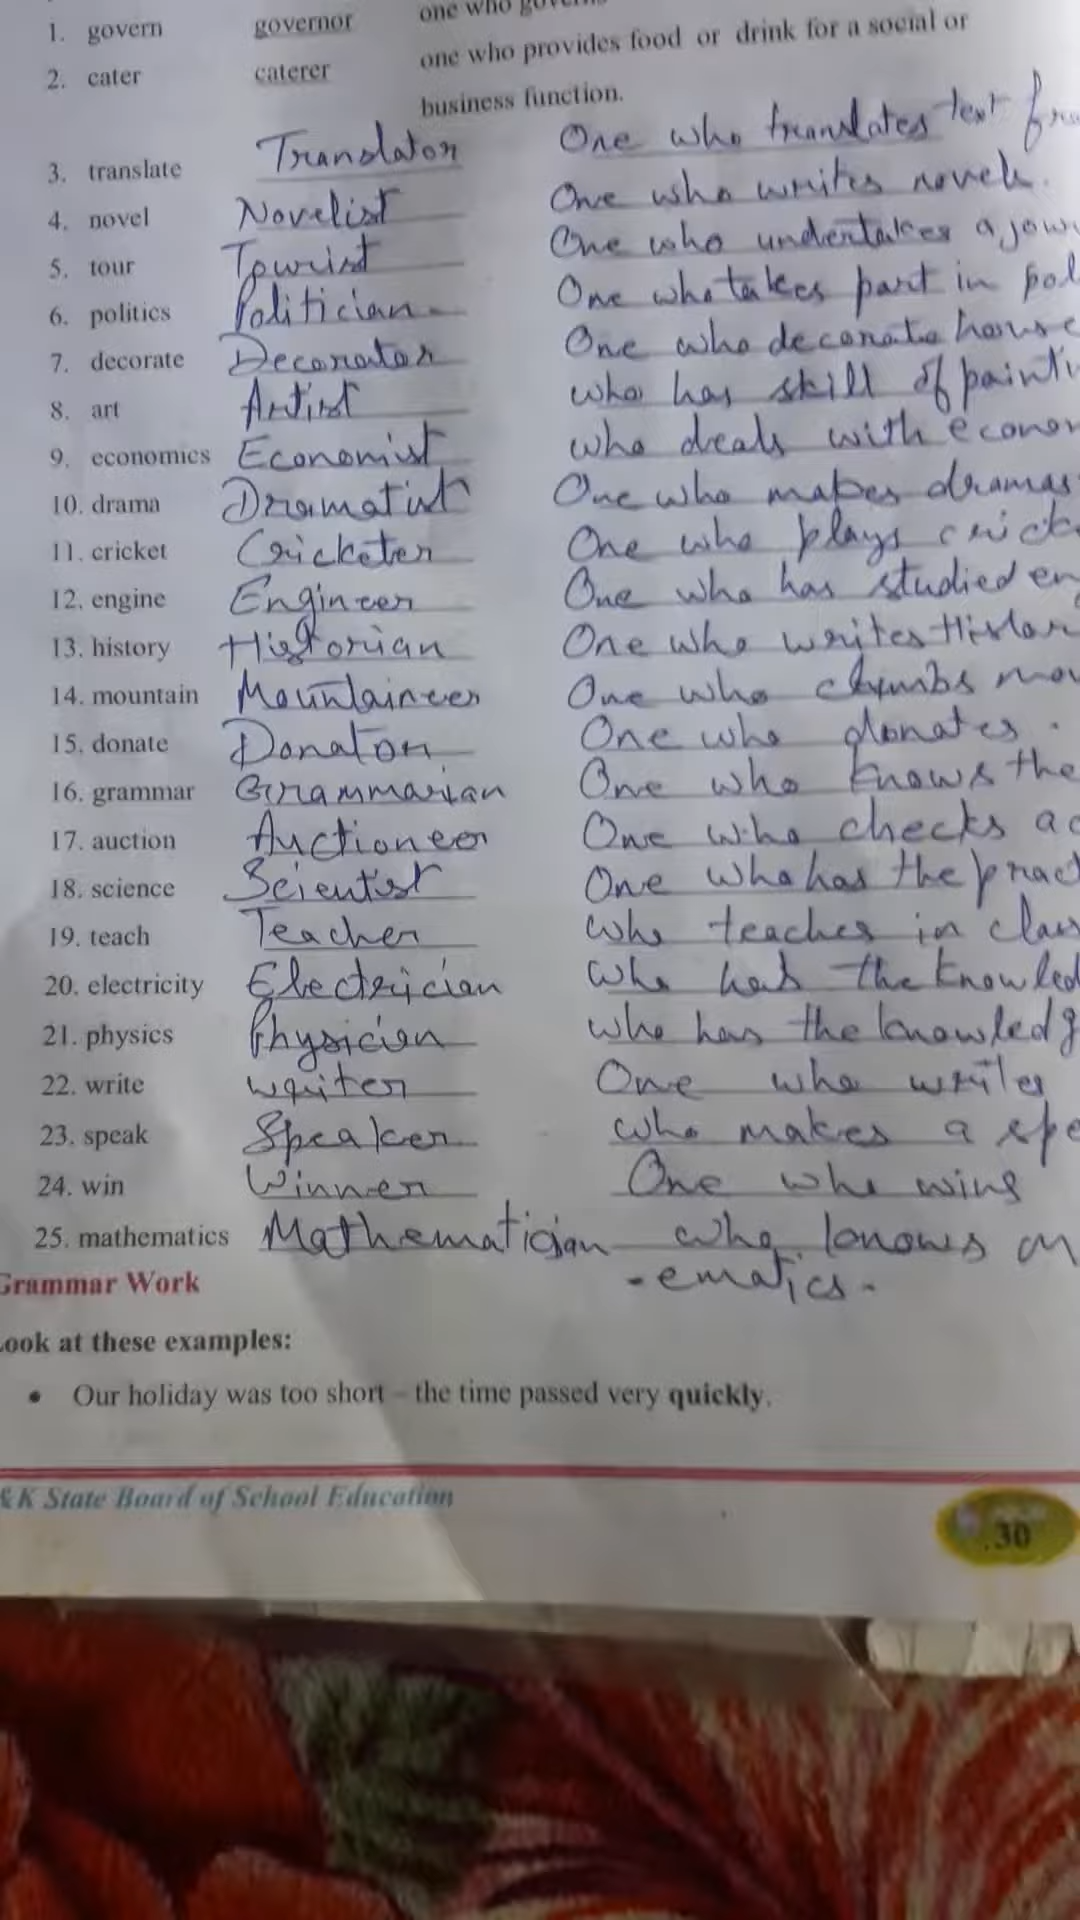 1. govern governor one who governs
2. cater caterer one who provides food or drink for a social or
business function.
3. translate Translator One who translates text
4. novel Novelist One who writes novels.
5. tour Tourist One who undertakes a
6. politics Politician One who takes part in
7. decorate Decorator One who decorate house
8. art Artist who has skill of
9. economics Economist who deals with
10. drama Dramatist One who makes dramas
11. cricket Cricketer One who plays
12. engine Engineer One who has studied
13. history Historian One who writes
14. mountain Mountaineer One who clymbs
15. donate Donator One who donates.
16. grammar Grammarian One who knows the
17. auction Auctioneer One who checks
18. science Scientist One who has the
19. teach Teacher who teaches in
20. electricity Electrician who has the
21. physics Physician who has the
22. write writer One who writes
23. speak Speaker who makes a
24. win Winner One who wins
25. mathematics Mathematician who knows
-ematics-
Grammar Work
Look at these examples:
• Our holiday was too short – the time passed very quickly.
&K State Board of School Education
30